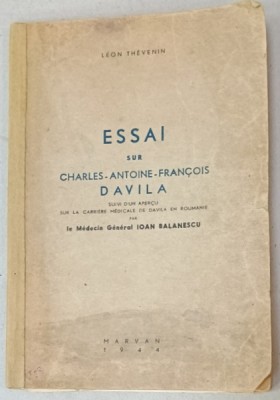 LÉON THÉVENIN
ESSAI
SUR
CHARLES-ANTOINE-FRANÇOIS
DAVILA
SUIVI D'UN APERÇU
SUR LA CARRIÈRE MÉDICALE DE DAVILA EN ROUMANIE
PAR
le Médecin Général IOAN BALANESCU
MARVAN
1944